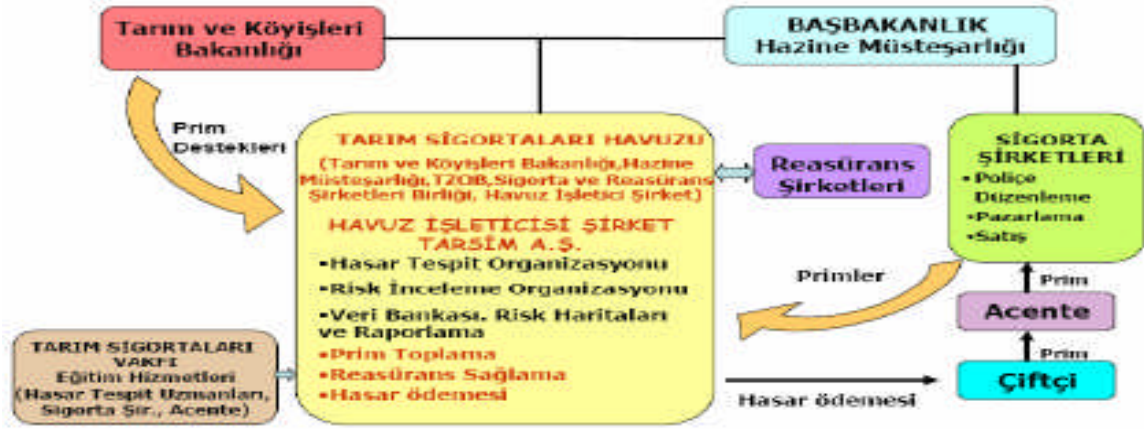 Tarım ve Köyişleri
Bakanlığı
BAŞBAKANLIK
Hazine Müsteşarlığı
Prim
Destekleri
TARIM SİGORTALARI HAVUZU
(Tarım ve Köyişleri Bakanlığı,Hazine
Müsteşarlığı,TZOB,Sigorta ve Reasürans
Şirketleri Birliği, Havuz İşletici Şirket)
HAVUZ İŞLETİCİSİ ŞİRKET
TARSİM A.Ş.
•Hasar Tespit Organizasyonu
•Risk İnceleme Organizasyonu
•Veri Bankası. Risk Haritaları
ve Raporlama
•Prim Toplama
•Reasürans Sağlama
•Hasar ödemesi
Reasürans
Şirketleri
SİGORTA
ŞİRKETLERİ
• Poliçe
Düzenleme
•Pazarlama
•Satış
Primler
Prim
Acente
Prim
Çiftçi
Hasar ödemesi
TARIM SİGORTALARI
VAKFI
Eğitim Hizmetleri
(Hasar Tespit Uzmanları,
Sigorta Şir., Acente)